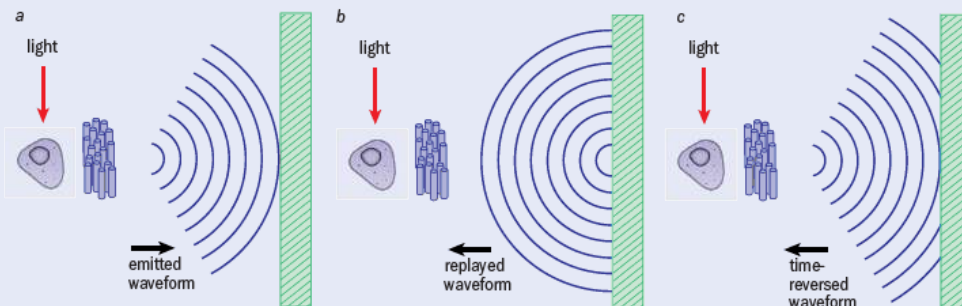 a
light
emitted
waveform
b
light
replayed
waveform
c
light
time-
reversed
waveform